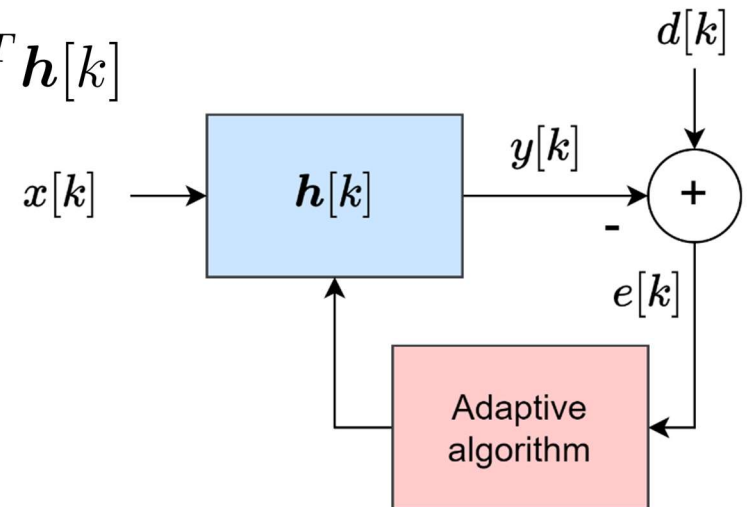 d[k]
T h[k]
x[k]
h[k]
y[k]
+
-
e[k]
Adaptive
algorithm